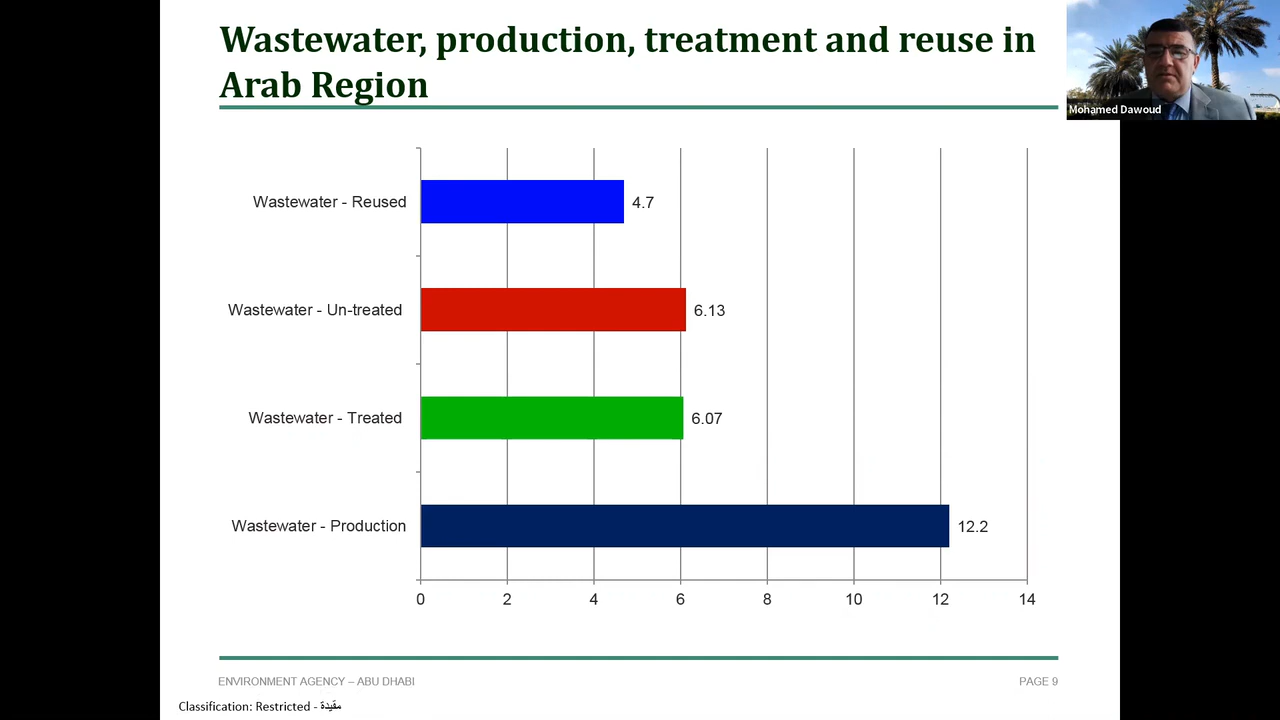 Wastewater, production, treatment and reuse in
Arab Region
Mohamed Dawoud
Wastewater - Reused
4.7
Wastewater - Un-treated
6.13
Wastewater - Treated
6.07
Wastewater - Production
12.2
0 2 4 6 8 10 12 14
ENVIRONMENT AGENCY – ABU DHABI
PAGE 9
Classification: Restricted - مقيدة